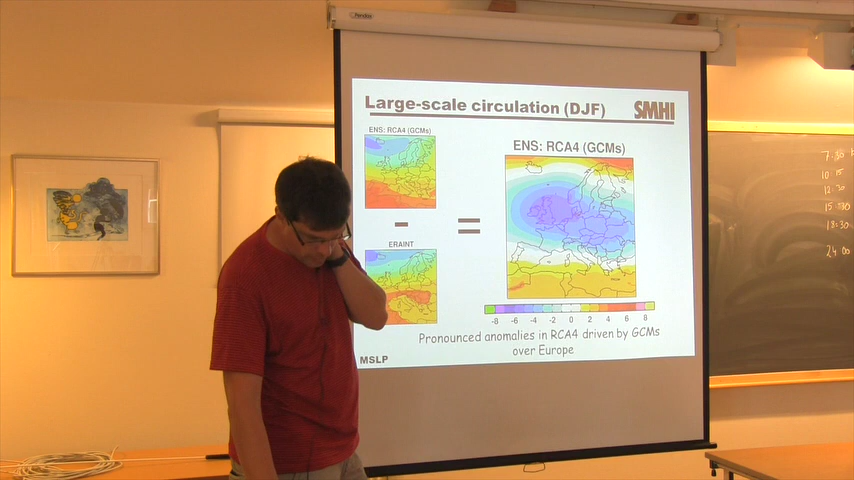 Large-scale circulation (DJF)
SMHI
ENS: RCA4 (GCMs)
ENS: RCA4 (GCMs)
-
=
ERAINT
-8 -6 -4 -2 0 2 4 6 8
Pronounced anomalies in RCA4 driven by GCMs
over Europe
MSLP
10:15
12:30
15:30
18:30
24 00